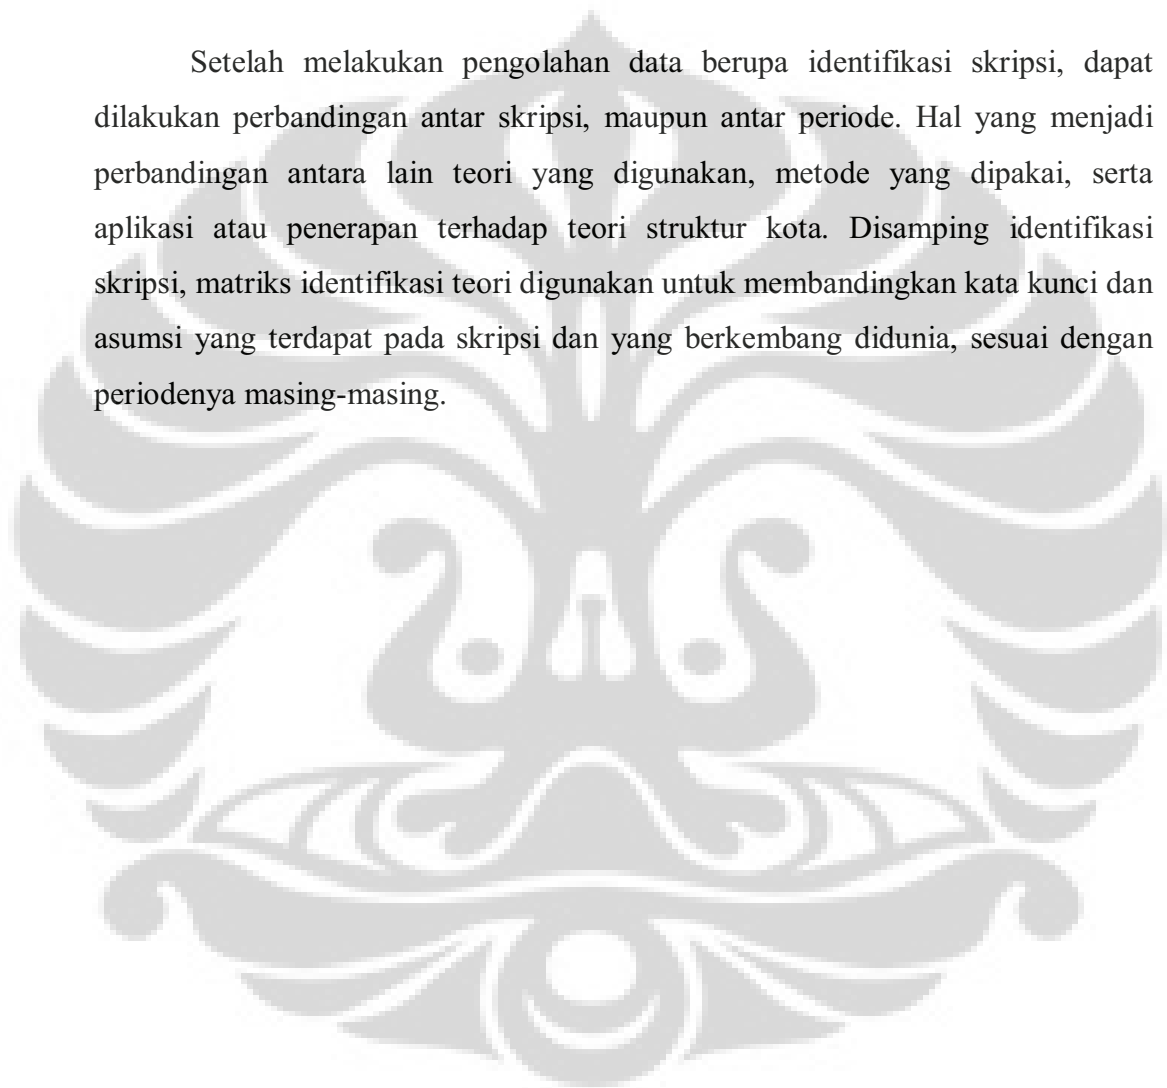 Setelah melakukan pengolahan data berupa identifikasi skripsi, dapat
dilakukan perbandingan antar skripsi, maupun antar periode. Hal yang menjadi
perbandingan antara lain teori yang digunakan, metode yang dipakai, serta
aplikasi atau penerapan terhadap teori struktur kota. Disamping identifikasi
skripsi, matriks identifikasi teori digunakan untuk membandingkan kata kunci dan
asumsi yang terdapat pada skripsi dan yang berkembang didunia, sesuai dengan
periodenya masing-masing.